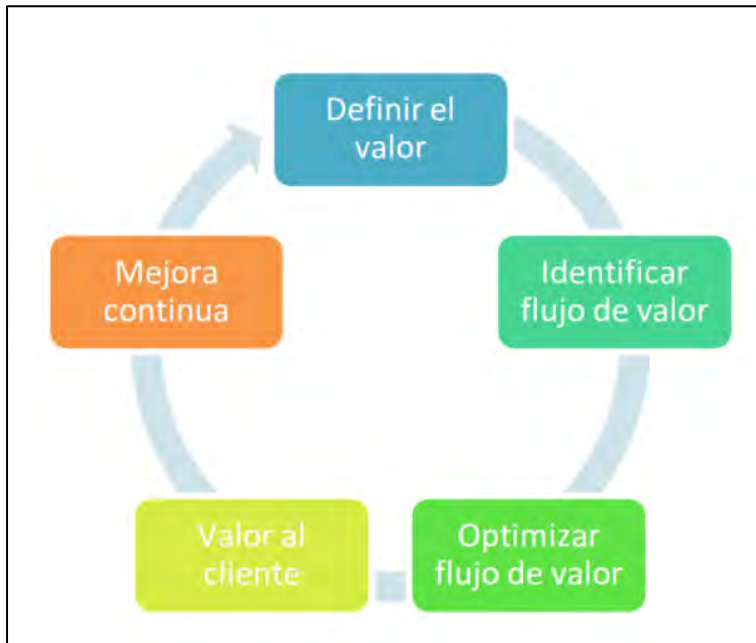 Definir el
valor
Identificar
flujo de valor
Optimizar
flujo de valor
Valor al
cliente
Mejora
continua